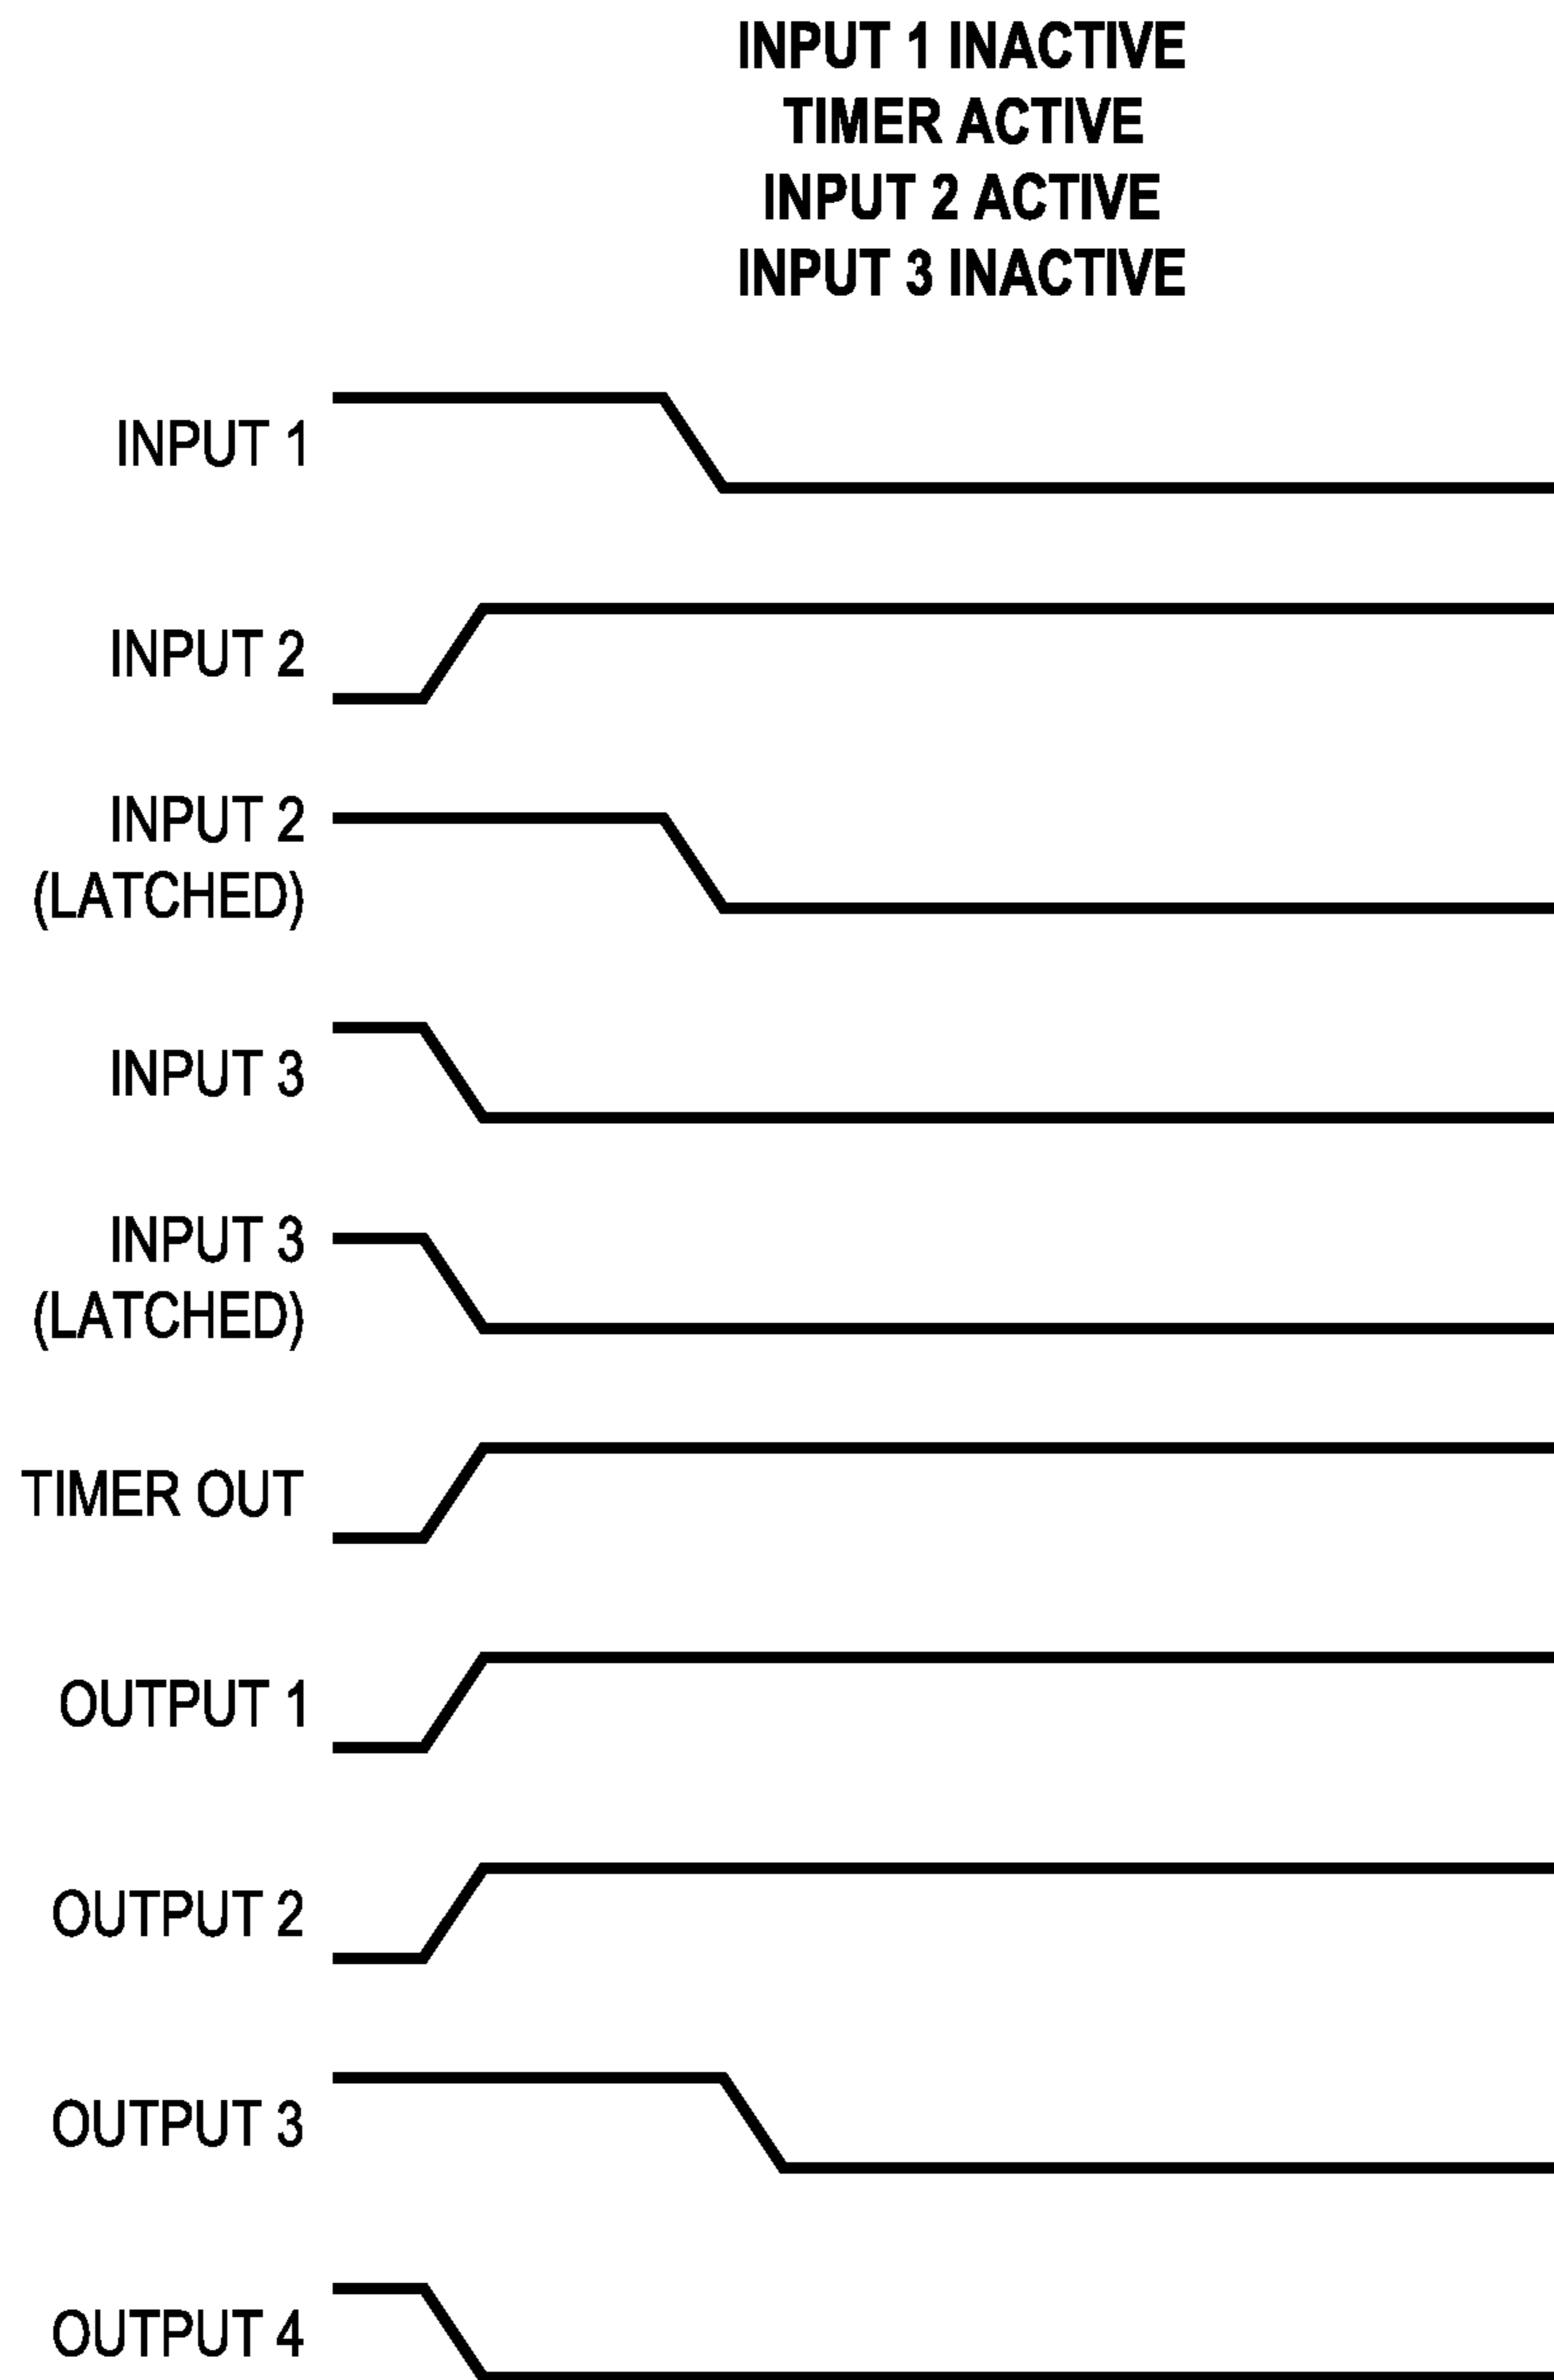 INPUT 1 INACTIVE
TIMER ACTIVE
INPUT 2 ACTIVE
INPUT 3 INACTIVE
INPUT 1
INPUT 2
INPUT 2
(LATCHED)
INPUT 3
INPUT 3
(LATCHED)
TIMER OUT
OUTPUT 1
OUTPUT 2
OUTPUT 3
OUTPUT 4